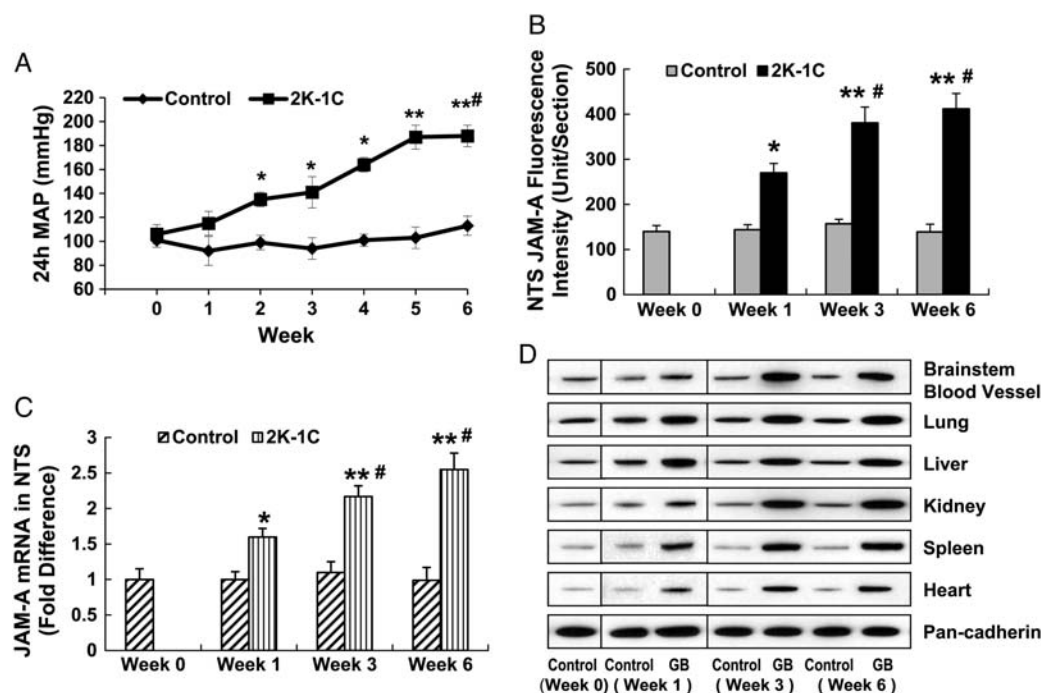 A
Control 2K-1C
24h MAP (mmHg)
220
200
180
160
140
120
100
80
60
* * * ** **#
0 1 2 3 4 5 6
Week
B
Control 2K-1C
NTS JAM-A Fluorescence
Intensity (Unit/Section)
500
400
300
200
100
0
* ** # ** #
Week 0 Week 1 Week 3 Week 6
C
Control 2K-1C
JAM-A mRNA in NTS
(Fold Difference)
3
2.5
2
1.5
1
0.5
0
* ** # ** #
Week 0 Week 1 Week 3 Week 6
D
Brainstem
Blood Vessel
Lung
Liver
Kidney
Spleen
Heart
Pan-cadherin
Control Control GB Control GB Control GB
(Week 0) ( Week 1 ) ( Week 3 ) ( Week 6 )